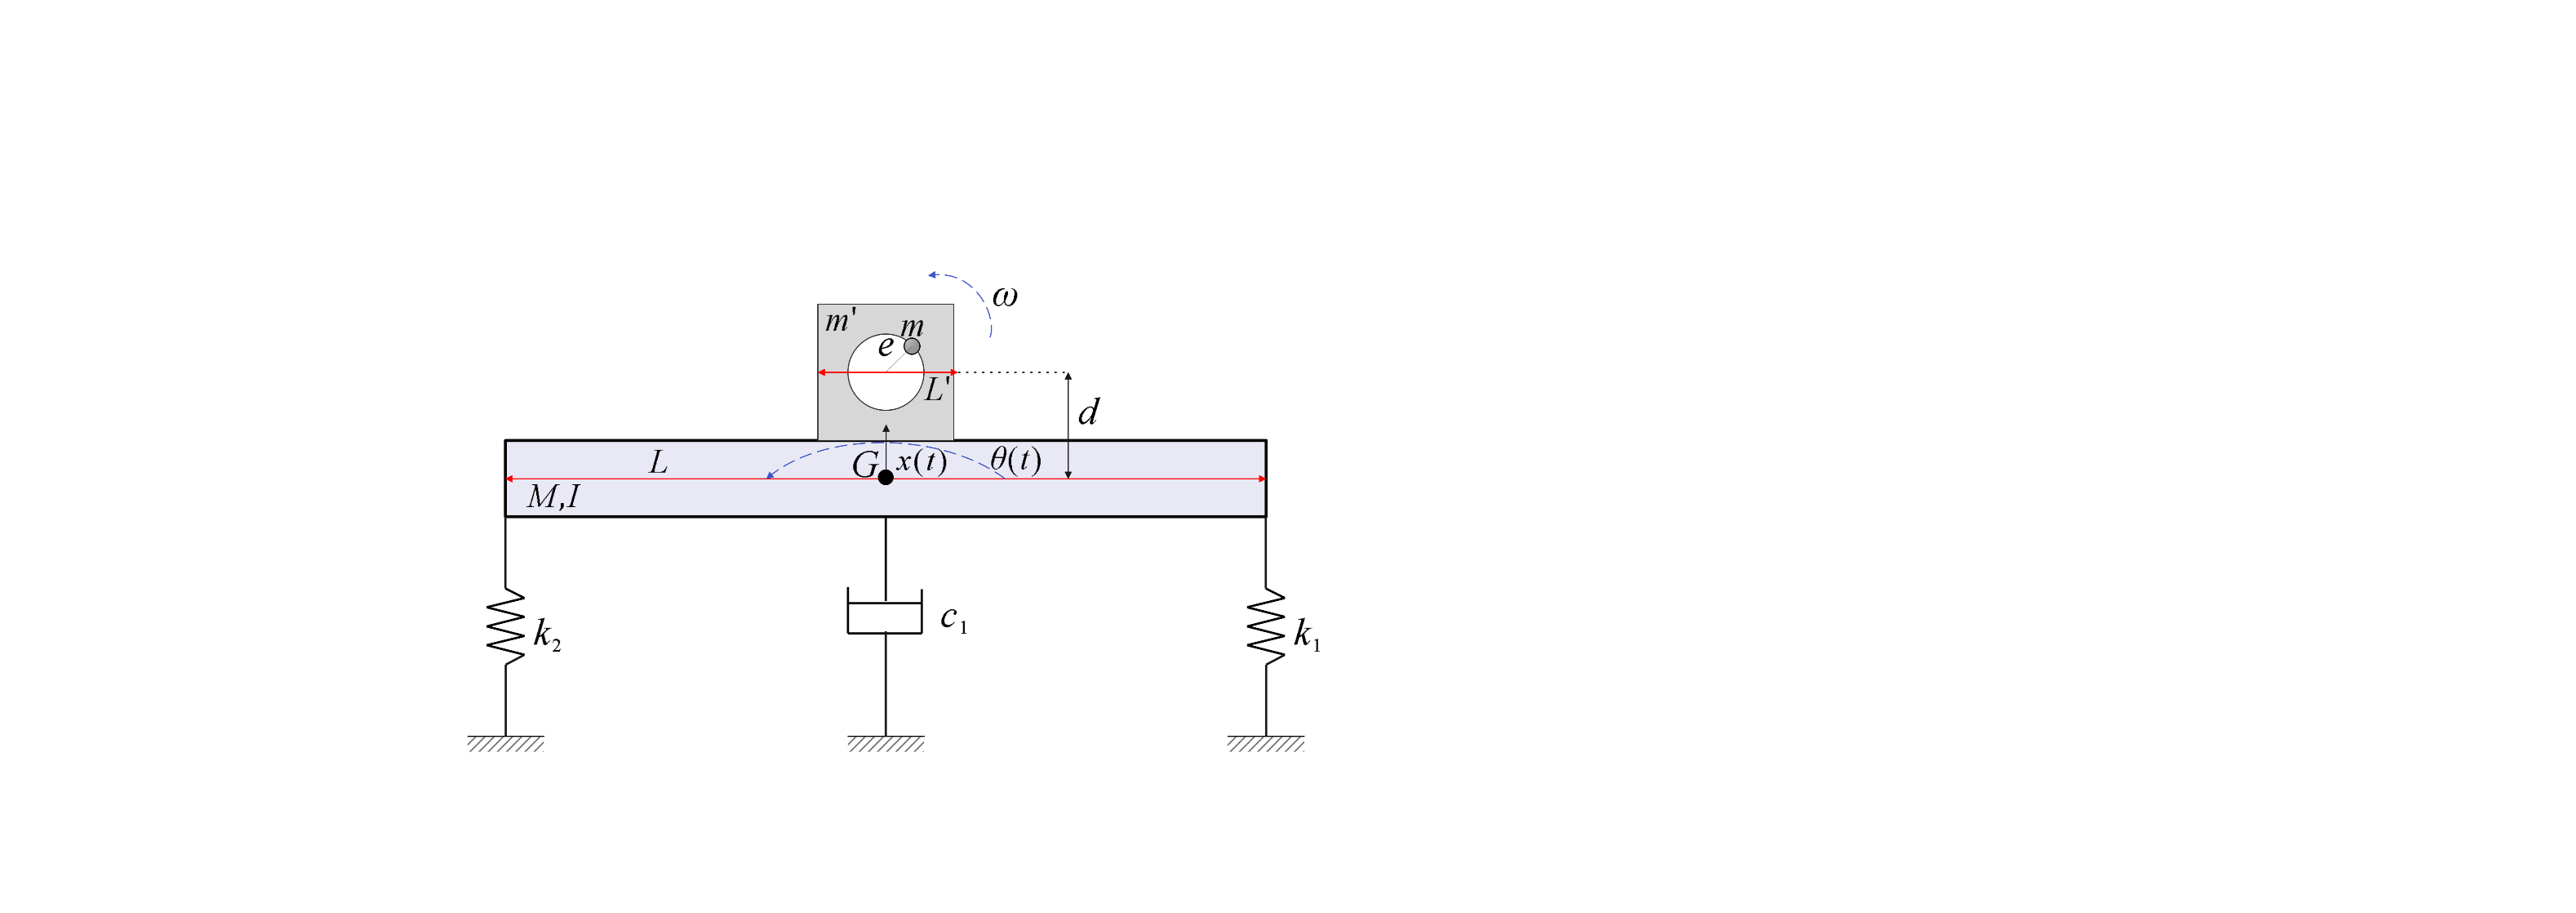 ω
m'
m
e
L'
d
L
G
x(t)
θ(t)
M,I
c₁
k₂
k₁